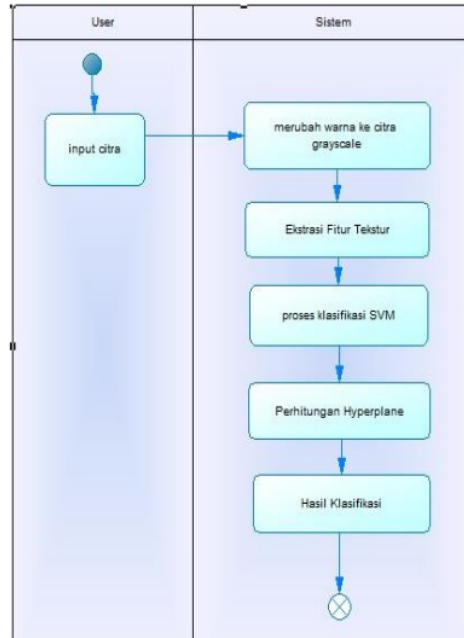 User
Sistem
input citra
merubah warna ke citra
grayscale
Ekstrasi Fitur Tekstur
proses klasifikasi SVM
Perhitungan Hyperplane
Hasil Klasifikasi